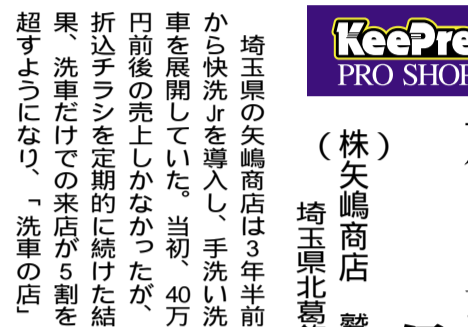 KeePre
PRO SHOP
(株)矢嶋商店 鷲
埼玉県北葛
埼玉県の矢嶋商店は3年半前
から快洗Jrを導入し、手洗い洗
車を展開していた。当初、40万
円前後の売上しかなかったが、
折込チラシを定期的に続けた結
果、洗車だけでの来店が5割を
超すようになり、「洗車の店」